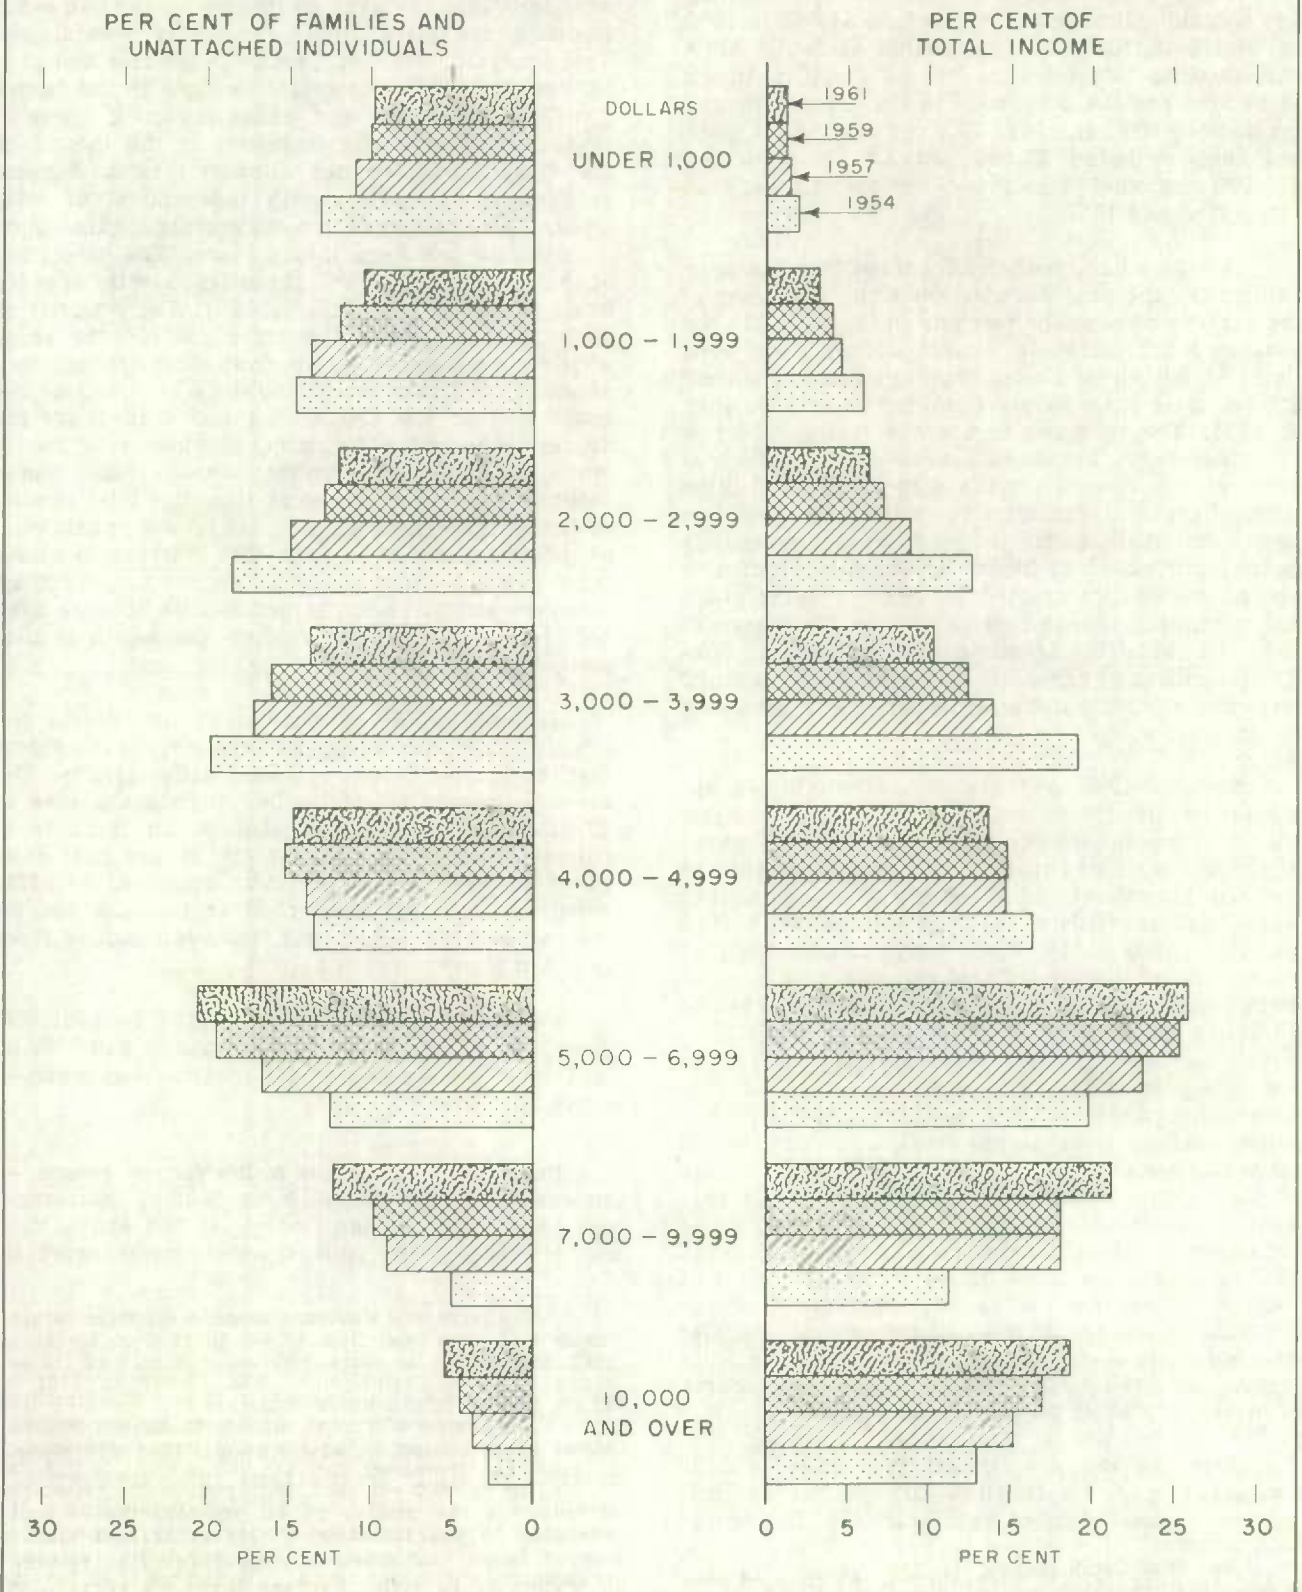 PER CENT OF FAMILIES AND
UNATTACHED INDIVIDUALS
PER CENT OF
TOTAL INCOME
DOLLARS
UNDER 1,000
1961
1959
1957
1954
1,000 – 1,999
2,000 – 2,999
3,000 – 3,999
4,000 – 4,999
5,000 – 6,999
7,000 – 9,999
10,000
AND OVER
30 25 20 15 10 5 0
0 5 10 15 20 25 30
PER CENT
PER CENT